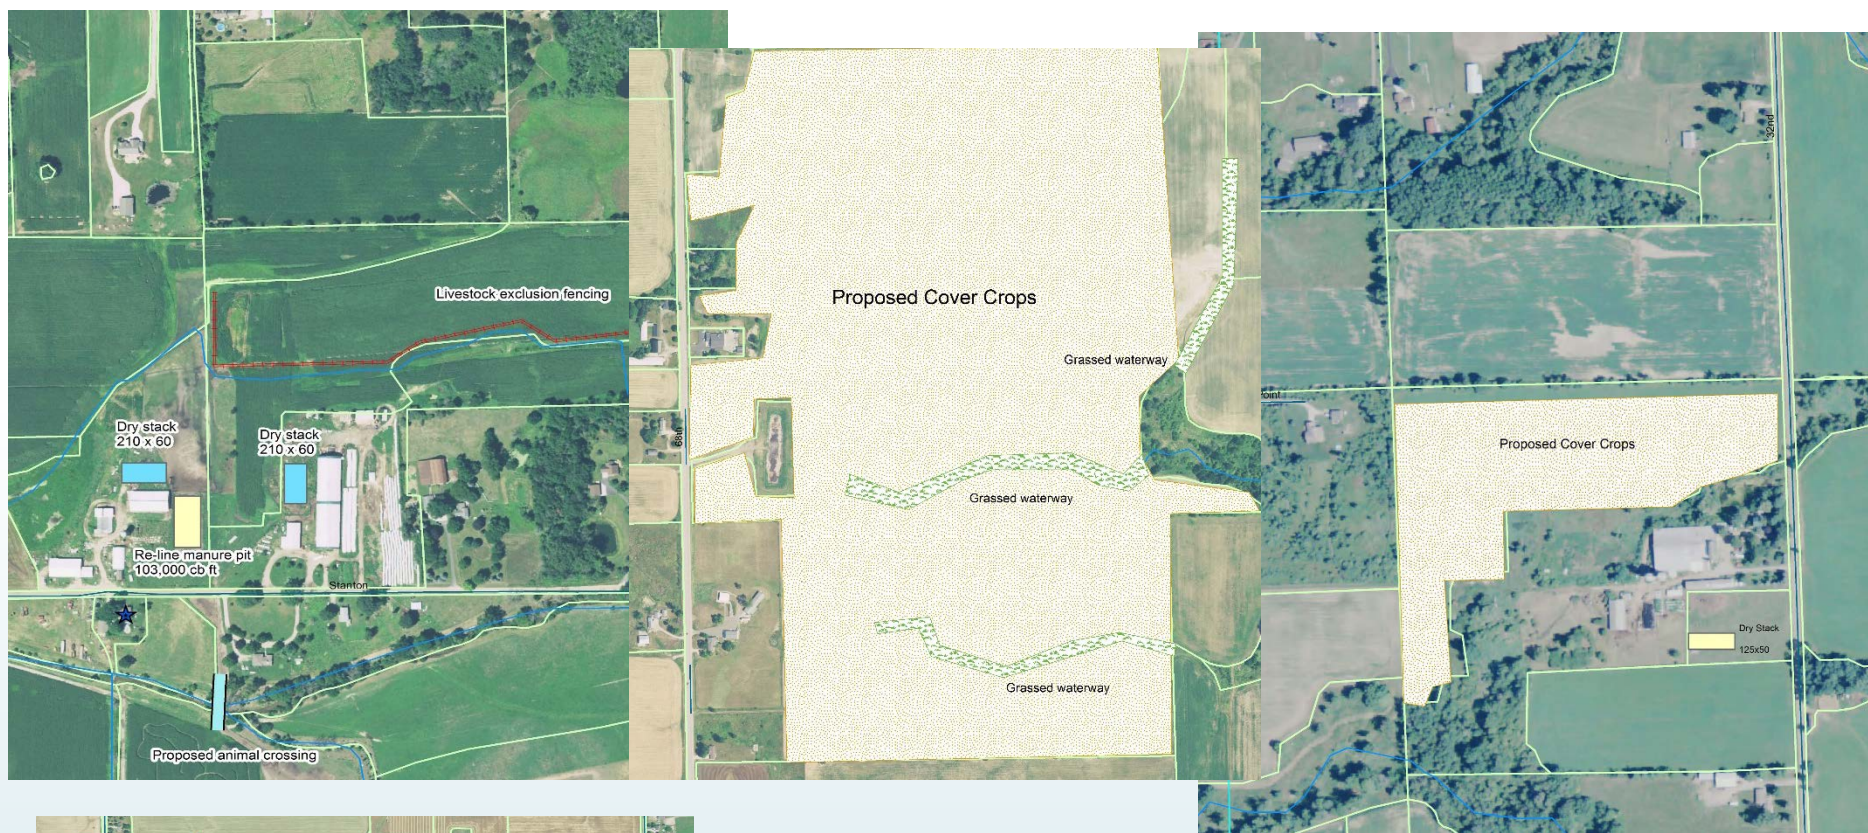 Livestock exclusion fencing
Dry stack
210 x 60
Dry stack
210 x 60
Re-line manure pit
103,000 cb ft
Stanton
Proposed animal crossing
Proposed Cover Crops
Grassed waterway
68th
Grassed waterway
Grassed waterway
32nd
Point
Proposed Cover Crops
Dry Stack
125x50